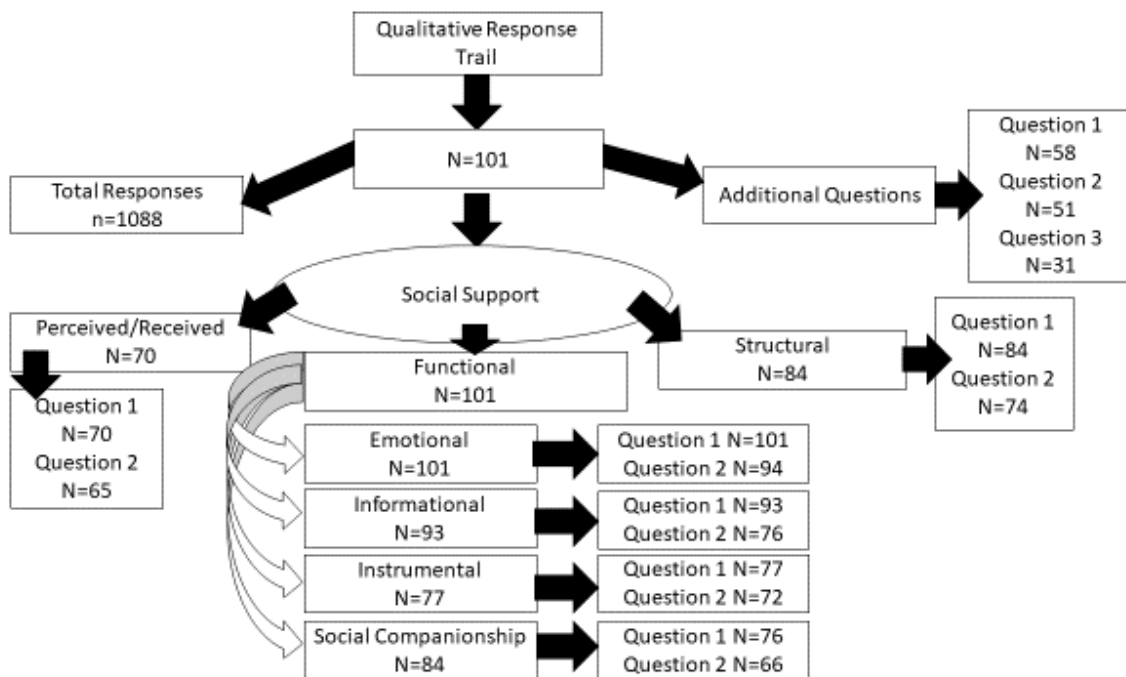 Qualitative Response
Trail
N=101
Total Responses
n=1088
Additional Questions
Question 1
N=58
Question 2
N=51
Question 3
N=31
Social Support
Perceived/Received
N=70
Question 1
N=70
Question 2
N=65
Functional
N=101
Structural
N=84
Question 1
N=84
Question 2
N=74
Emotional
N=101
Question 1 N=101
Question 2 N=94
Informational
N=93
Question 1 N=93
Question 2 N=76
Instrumental
N=77
Question 1 N=77
Question 2 N=72
Social Companionship
N=84
Question 1 N=76
Question 2 N=66